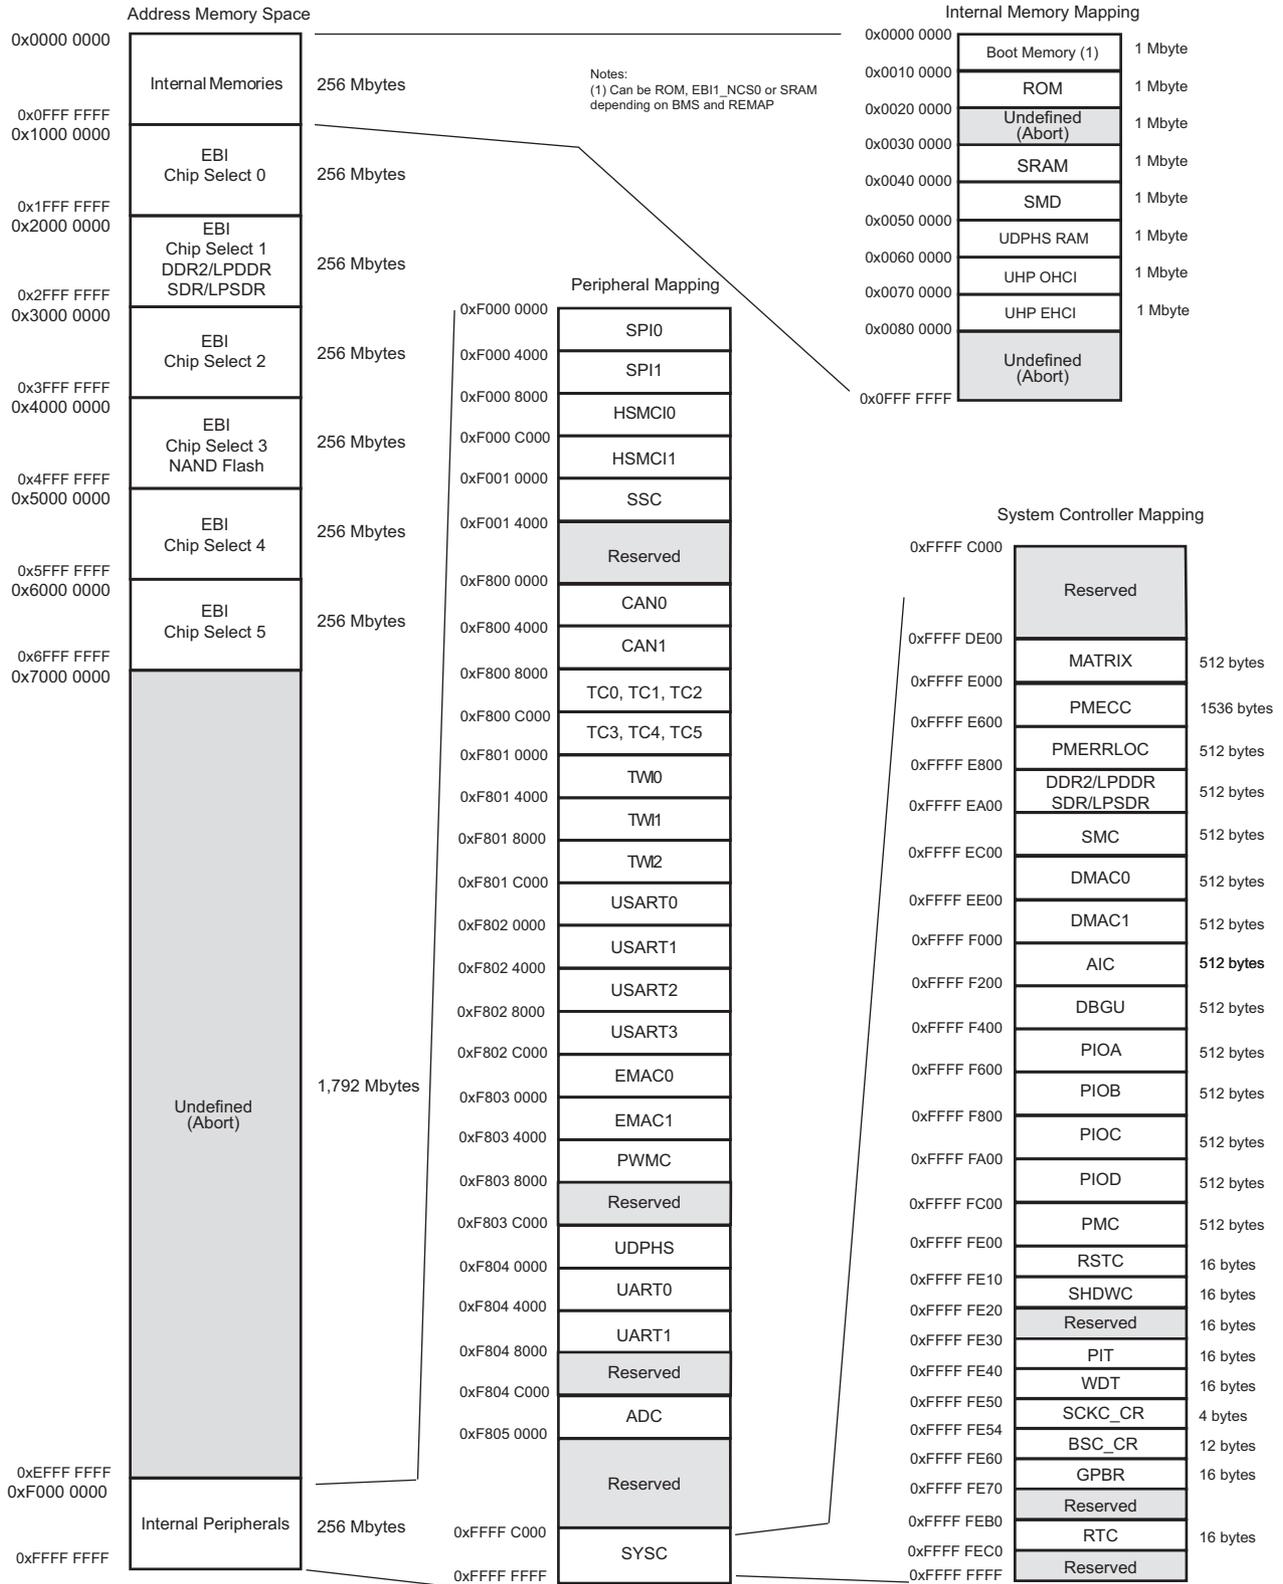 Address Memory Space
0x0000 0000
Internal Memories
256 Mbytes
0x0FFF FFFF
0x1000 0000
EBI
Chip Select 0
256 Mbytes
0x1FFF FFFF
0x2000 0000
EBI
Chip Select 1
DDR2/LPDDR
SDR/LPSDR
256 Mbytes
0x2FFF FFFF
0x3000 0000
EBI
Chip Select 2
256 Mbytes
0x3FFF FFFF
0x4000 0000
EBI
Chip Select 3
NAND Flash
256 Mbytes
0x4FFF FFFF
0x5000 0000
EBI
Chip Select 4
256 Mbytes
0x5FFF FFFF
0x6000 0000
EBI
Chip Select 5
256 Mbytes
0x6FFF FFFF
0x7000 0000
Undefined
(Abort)
1,792 Mbytes
0xEFFF FFFF
0xF000 0000
Internal Peripherals
256 Mbytes
0xFFFF FFFF
Notes:
(1) Can be ROM, EBI1_NCS0 or SRAM
depending on BMS and REMAP
Peripheral Mapping
0xF000 0000
SPI0
0xF000 4000
SPI1
0xF000 8000
HSMCI0
0xF000 C000
HSMCI1
0xF001 0000
SSC
0xF001 4000
Reserved
0xF800 0000
CAN0
0xF800 4000
CAN1
0xF800 8000
TC0, TC1, TC2
0xF800 C000
TC3, TC4, TC5
0xF801 0000
TWI0
0xF801 4000
TWI1
0xF801 8000
TWI2
0xF801 C000
USART0
0xF802 0000
USART1
0xF802 4000
USART2
0xF802 8000
USART3
0xF802 C000
EMAC0
0xF803 0000
EMAC1
0xF803 4000
PWMC
0xF803 8000
Reserved
0xF803 C000
UDPHS
0xF804 0000
UART0
0xF804 4000
UART1
0xF804 8000
Reserved
0xF804 C000
ADC
0xF805 0000
Reserved
0xFFFF C000
SYSC
0xFFFF FFFF
Internal Memory Mapping
0x0000 0000
Boot Memory (1)
1 Mbyte
0x0010 0000
ROM
1 Mbyte
0x0020 0000
Undefined
(Abort)
1 Mbyte
0x0030 0000
SRAM
1 Mbyte
0x0040 0000
SMD
1 Mbyte
0x0050 0000
UDPHS RAM
1 Mbyte
0x0060 0000
UHP OHCI
1 Mbyte
0x0070 0000
UHP EHCI
1 Mbyte
0x0080 0000
Undefined
(Abort)
0x0FFF FFFF
System Controller Mapping
0xFFFF C000
Reserved
0xFFFF DE00
MATRIX
512 bytes
0xFFFF E000
PMECC
1536 bytes
0xFFFF E600
PMERRLOC
512 bytes
0xFFFF E800
DDR2/LPDDR
SDR/LPSDR
512 bytes
0xFFFF EA00
SMC
512 bytes
0xFFFF EC00
DMAC0
512 bytes
0xFFFF EE00
DMAC1
512 bytes
0xFFFF F000
AIC
512 bytes
0xFFFF F200
DBGU
512 bytes
0xFFFF F400
PIOA
512 bytes
0xFFFF F600
PIOB
512 bytes
0xFFFF F800
PIOC
512 bytes
0xFFFF FA00
PIOD
512 bytes
0xFFFF FC00
PMC
512 bytes
0xFFFF FE00
RSTC
16 bytes
0xFFFF FE10
SHDWC
16 bytes
0xFFFF FE20
Reserved
16 bytes
0xFFFF FE30
PIT
16 bytes
0xFFFF FE40
WDT
16 bytes
0xFFFF FE50
SCKC_CR
4 bytes
0xFFFF FE54
BSC_CR
12 bytes
0xFFFF FE60
GPBR
16 bytes
0xFFFF FE70
Reserved
0xFFFF FEB0
RTC
16 bytes
0xFFFF FEC0
Reserved
0xFFFF FFFF